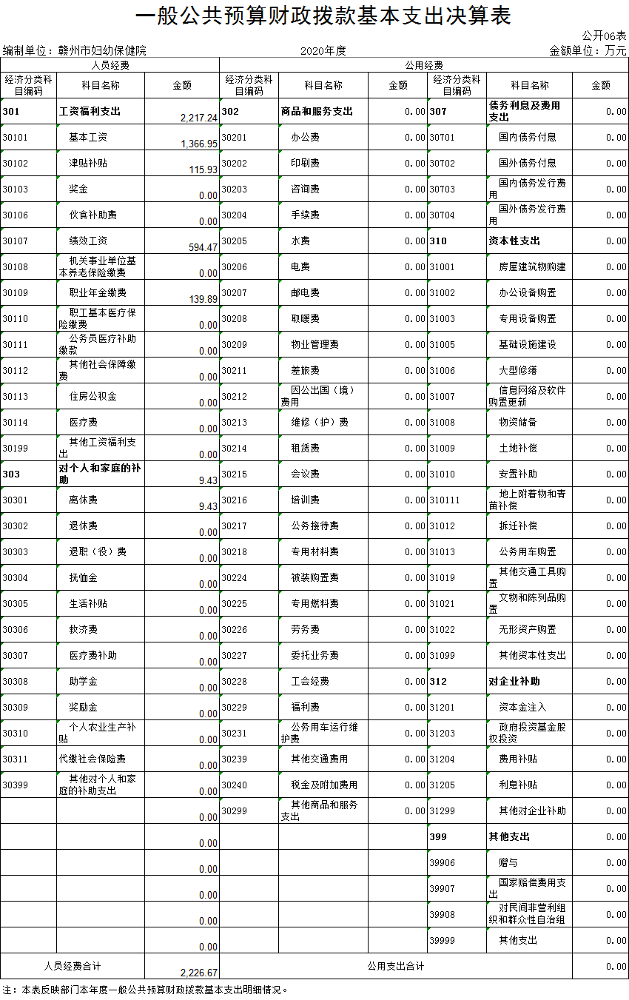 一般公共预算财政拨款基本支出决算表
公开06表
编制单位：赣州市妇幼保健院 2020年度 金额单位：万元
人员经费 公用经费
经济分类科目编码 科目名称 金额 经济分类科目编码 科目名称 金额 经济分类科目编码 科目名称 金额
301 工资福利支出 2,217.24 302 商品和服务支出 0.00 307 债务利息及费用支出 0.00
30101 基本工资 1,366.95 30201 办公费 0.00 30701 国内债务付息 0.00
30102 津贴补贴 115.93 30202 印刷费 0.00 30702 国外债务付息 0.00
30103 奖金 0.00 30203 咨询费 0.00 30703 国内债务发行费用 0.00
30106 伙食补助费 0.00 30204 手续费 0.00 30704 国外债务发行费用 0.00
30107 绩效工资 594.47 30205 水费 0.00 310 资本性支出 0.00
30108 机关事业单位基本养老保险缴费 0.00 30206 电费 0.00 31001 房屋建筑物购建 0.00
30109 职业年金缴费 139.89 30207 邮电费 0.00 31002 办公设备购置 0.00
30110 职工基本医疗保险缴费 0.00 30208 取暖费 0.00 31003 专用设备购置 0.00
30111 公务员医疗补助缴款 0.00 30209 物业管理费 0.00 31005 基础设施建设 0.00
30112 其他社会保障缴费 0.00 30211 差旅费 0.00 31006 大型修缮 0.00
30113 住房公积金 0.00 30212 因公出国（境）费用 0.00 31007 信息网络及软件购置更新 0.00
30114 医疗费 0.00 30213 维修（护）费 0.00 31008 物资储备 0.00
30199 其他工资福利支出 0.00 30214 租赁费 0.00 31009 土地补偿 0.00
303 对个人和家庭的补助 9.43 30215 会议费 0.00 31010 安置补助 0.00
30301 离休费 9.43 30216 培训费 0.00 310111 地上附着物和青苗补偿 0.00
30302 退休费 0.00 30217 公务接待费 0.00 31012 拆迁补偿 0.00
30303 退职（役）费 0.00 30218 专用材料费 0.00 31013 公务用车购置 0.00
30304 抚恤金 0.00 30224 被装购置费 0.00 31019 其他交通工具购置 0.00
30305 生活补贴 0.00 30225 专用燃料费 0.00 31021 文物和陈列品购置 0.00
30306 救济费 0.00 30226 劳务费 0.00 31022 无形资产购置 0.00
30307 医疗费补助 0.00 30227 委托业务费 0.00 31099 其他资本性支出 0.00
30308 助学金 0.00 30228 工会经费 0.00 312 对企业补助 0.00
30309 奖励金 0.00 30229 福利费 0.00 31201 资本金注入 0.00
30310 个人农业生产补贴 0.00 30231 公务用车运行维护费 0.00 31203 政府投资基金股权投资 0.00
30311 代缴社会保险费 0.00 30239 其他交通费用 0.00 31204 费用补贴 0.00
30399 其他对个人和家庭的补助支出 0.00 30240 税金及附加费用 0.00 31205 利息补贴 0.00
0.00 30299 其他商品和服务支出 0.00 31299 其他对企业补助 0.00
0.00 399 其他支出 0.00
0.00 39906 赠与 0.00
0.00 39907 国家赔偿费用支出 0.00
0.00 39908 对民间非营利组织和群众性自治组 0.00
0.00 39999 其他支出 0.00
人员经费合计 2,226.67 公用支出合计 0.00
注：本表反映部门本年度一般公共预算财政拨款基本支出明细情况。